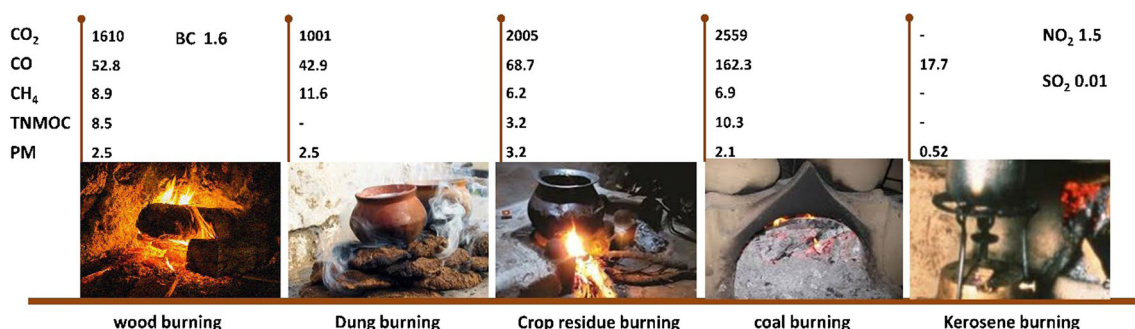 CO₂ 1610 BC 1.6 1001 2005 2559 - NO₂ 1.5
CO 52.8 42.9 68.7 162.3 17.7
SO₂ 0.01
CH₄ 8.9 11.6 6.2 6.9 -
TNMOC 8.5 - 3.2 10.3 -
PM 2.5 2.5 3.2 2.1 0.52
wood burning Dung burning Crop residue burning coal burning Kerosene burning